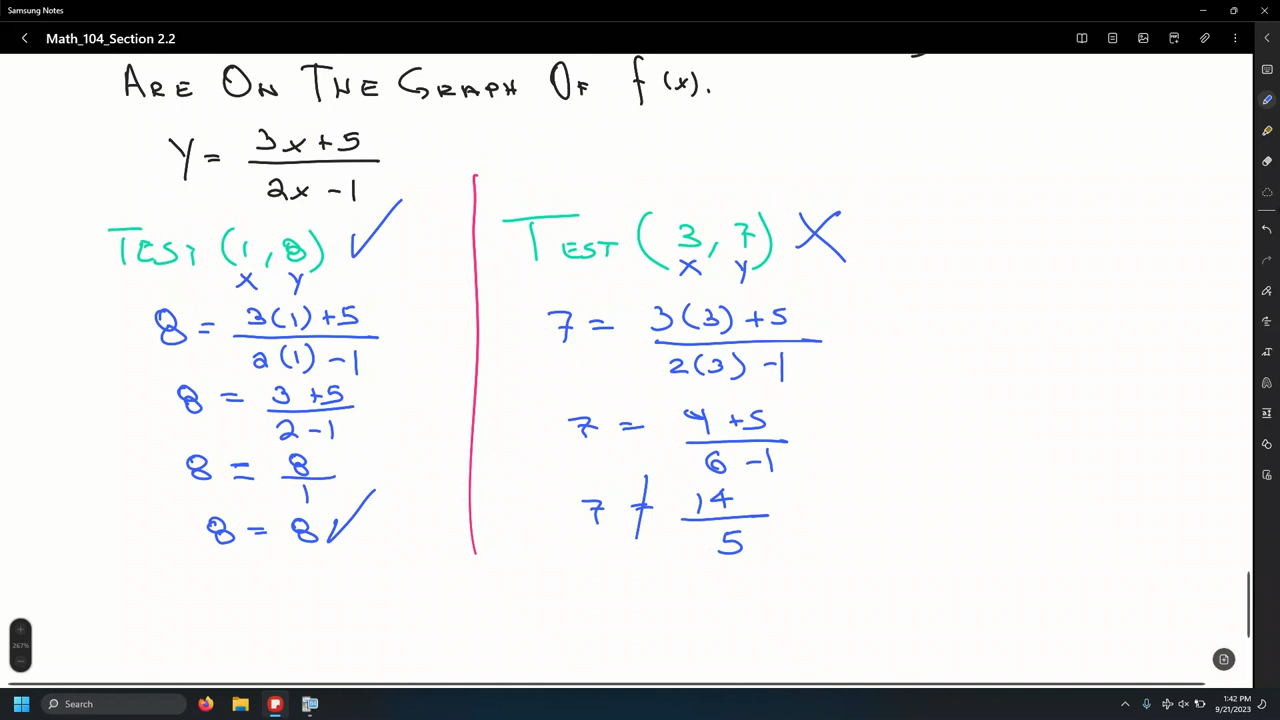 Samsung Notes
Math_104_Section 2.2
ARE ON THE GRAPH OF f(x).
Y = 3x+5 / 2x-1
TEST (1, 8) ✓
x y
8 = 3(1)+5 / 2(1)-1
8 = 3+5 / 2-1
8 = 8/1
8 = 8 ✓
TEST (3, 7) X
x y
7 = 3(3)+5 / 2(3)-1
7 = 9+5 / 6-1
7 ≠ 14/5
267%
Search
1:42 PM
9/21/2023